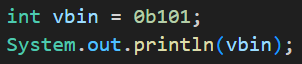 int vbin = 0b101;
System.out.println(vbin);